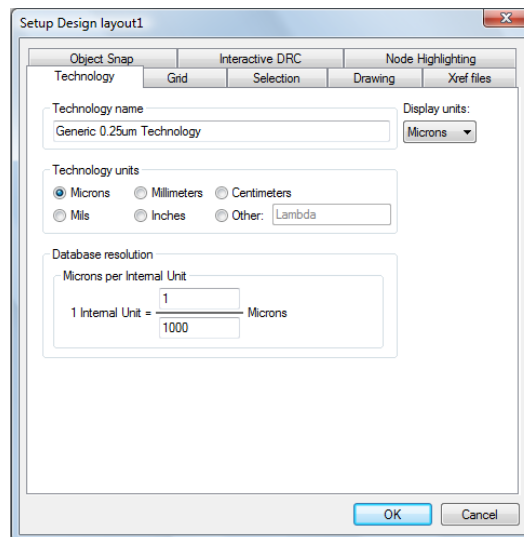 Setup Design layout1
Object Snap Interactive DRC Node Highlighting
Technology Grid Selection Drawing Xref files
Technology name Display units:
Generic 0.25um Technology Microns
Technology units
Microns Millimeters Centimeters
Mils Inches Other: Lambda
Database resolution
Microns per Internal Unit
1
1 Internal Unit = Microns
1000
OK Cancel